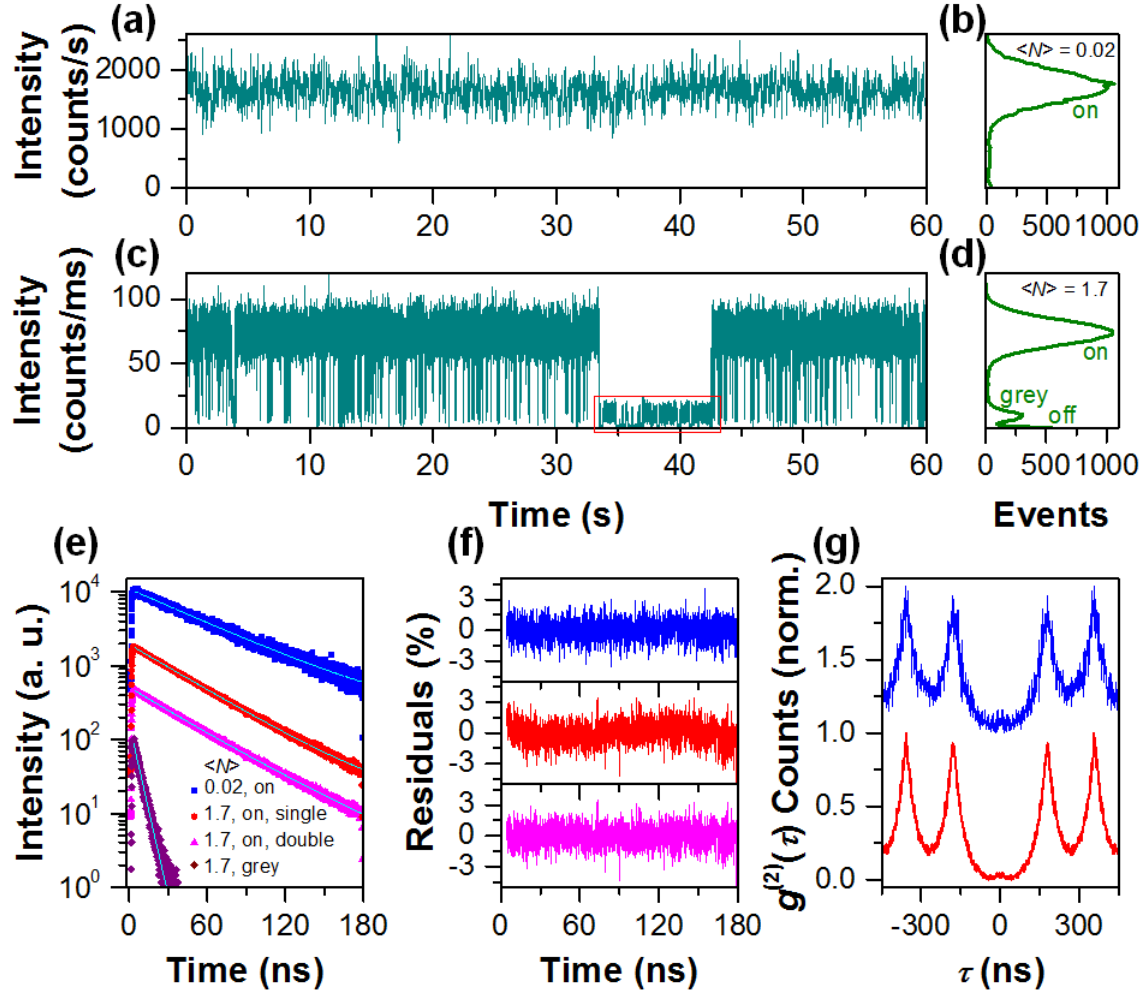 (a)
(b)
Intensity
(counts/s)
2000
1000
0
0 10 20 30 40 50 60
<N> = 0.02
on
0 500 1000
(c)
(d)
Intensity
(counts/ms)
100
50
0
0 10 20 30 40 50 60
<N> = 1.7
on
grey
off
0 500 1000
Time (s)
Events
(e)
(f)
(g)
Intensity (a. u.)
10⁴
10³
10²
10¹
10⁰
<N>
0.02, on
1.7, on, single
1.7, on, double
1.7, grey
0 60 120 180
Time (ns)
Residuals (%)
3
0
-3
3
0
-3
3
0
-3
0 60 120 180
Time (ns)
g⁽²⁾(τ) Counts (norm.)
2.0
1.5
1.0
0.5
0.0
-300 0 300
τ (ns)